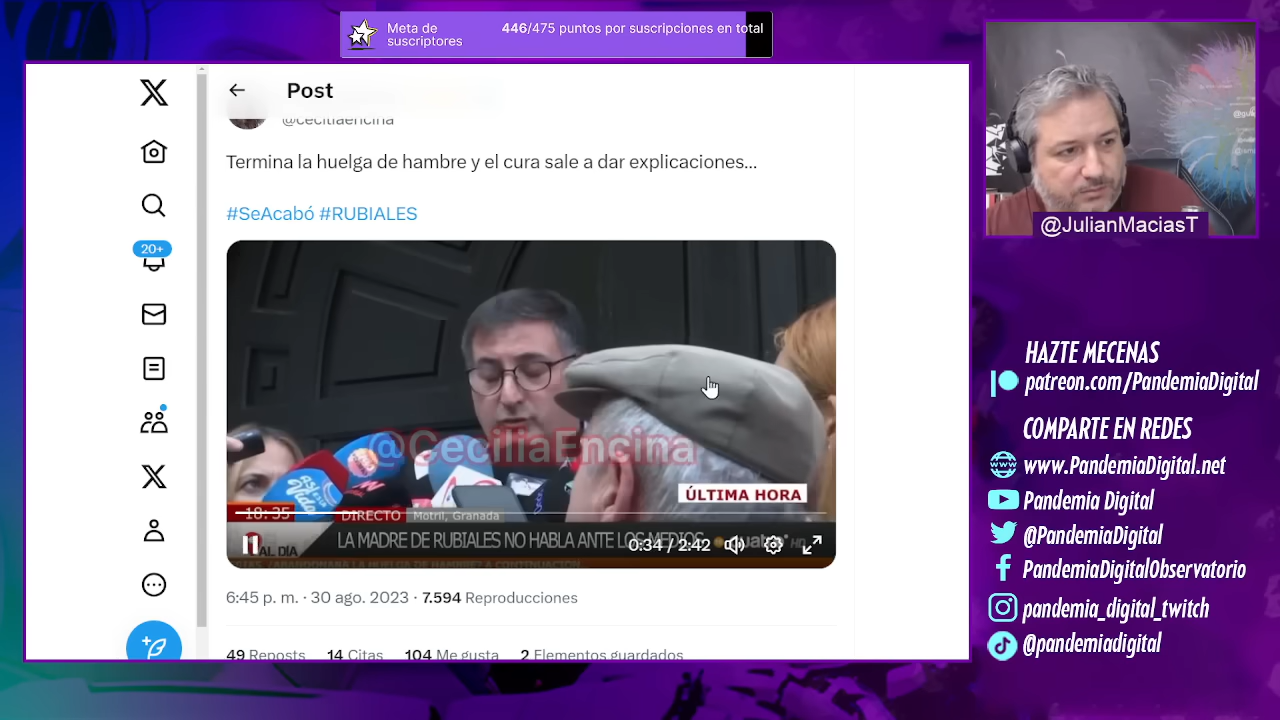 Meta de
suscriptores
446/475 puntos por suscripciones en total
Post
@ceciliaencina
Termina la huelga de hambre y el cura sale a dar explicaciones...
#SeAcabó #RUBIALES
20+
@CeciliaEncina
ÚLTIMA HORA
18:35
DIRECTO
Motril, Granada
AL DÍA
LA MADRE DE RUBIALES NO HABLA ANTE LOS MEDIOS
0:34 / 2:42
6:45 p. m. · 30 ago. 2023 · 7.594 Reproducciones
49 Reposts 14 Citas 104 Me gusta 2 Elementos guardados
@JulianMaciasT
HAZTE MECENAS
patreon.com/PandemiaDigital
COMPARTE EN REDES
www.PandemiaDigital.net
Pandemia Digital
@PandemiaDigital
PandemiaDigitalObservatorio
pandemia_digital_twitch
@pandemiadigital